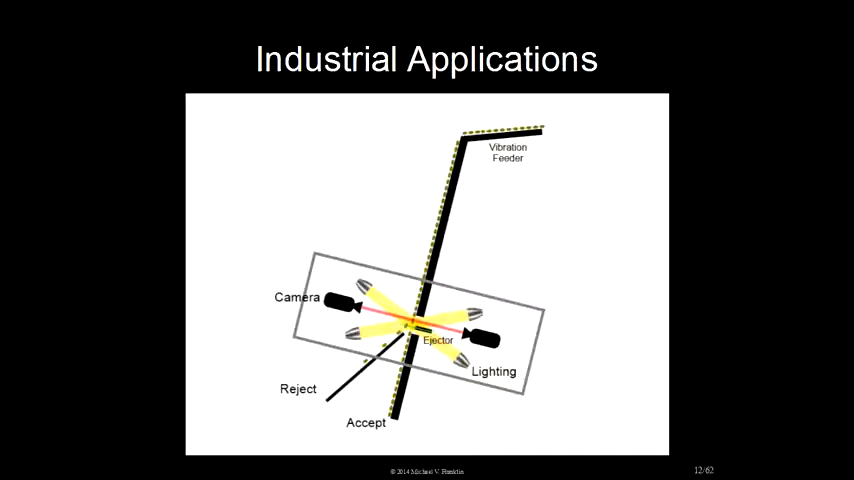 Industrial Applications
Vibration
Feeder
Camera
Ejector
Lighting
Reject
Accept
© 2014 Michael V. Franklin
12/62